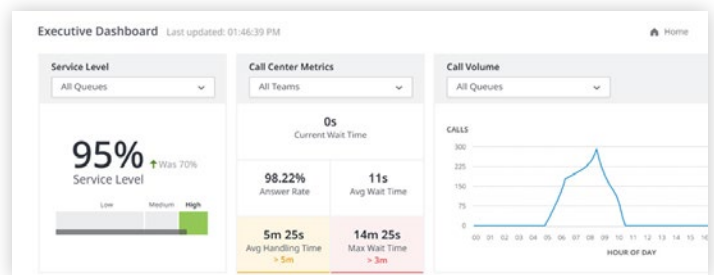 Executive Dashboard Last updated: 01:46:39 PM
Home
Service Level
All Queues
95%
Was 70%
Service Level
Low Medium High
Call Center Metrics
All Teams
0s
Current Wait Time
98.22%
Answer Rate
11s
Avg Wait Time
5m 25s
Avg Handling Time
> 5m
14m 25s
Max Wait Time
> 3m
Call Volume
All Queues
CALLS
300
225
150
75
0
00 01 02 03 04 05 06 07 08 09 10 11 12 13 14 15 16
HOUR OF DAY